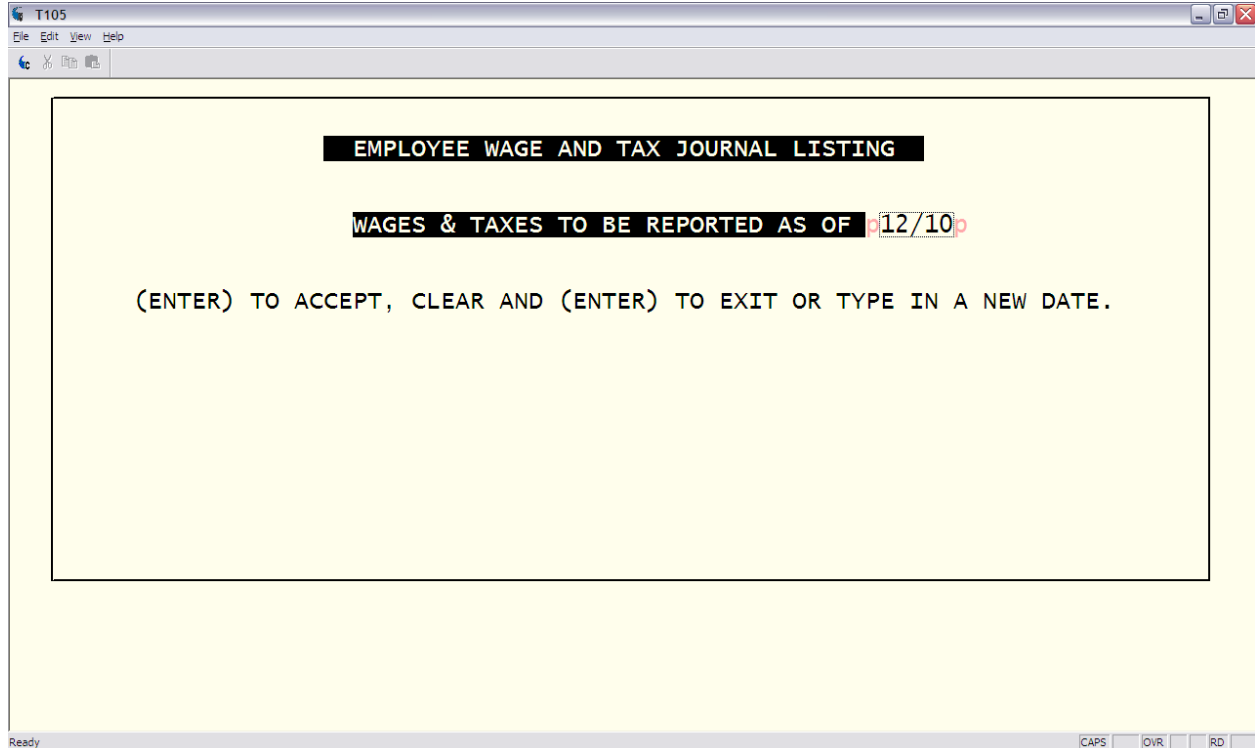 T105
File Edit View Help
EMPLOYEE WAGE AND TAX JOURNAL LISTING
WAGES & TAXES TO BE REPORTED AS OF p12/10p
(ENTER) TO ACCEPT, CLEAR AND (ENTER) TO EXIT OR TYPE IN A NEW DATE.
Ready CAPS OVR RD